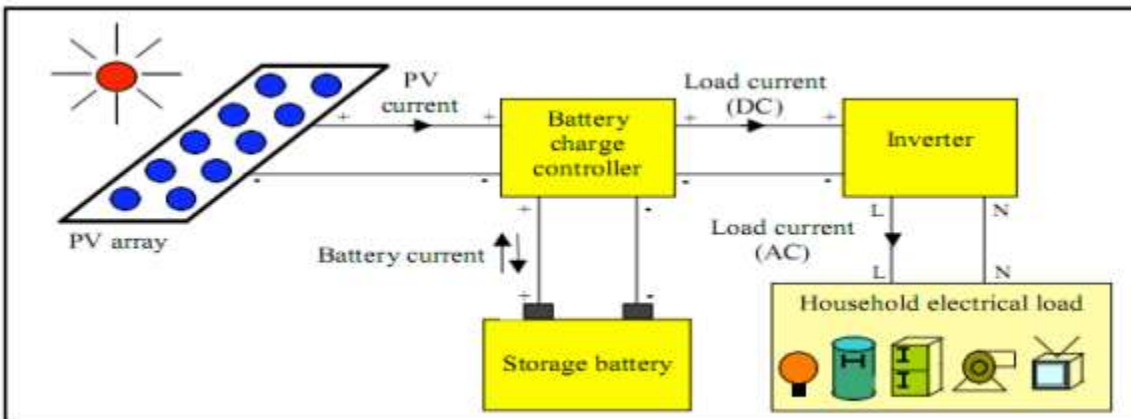 PV
current
Load current
(DC)
+
+
+
+
Battery
charge
controller
Inverter
-
-
-
-
PV array
+
-
L
N
Battery current
Load current
(AC)
+
-
L
N
Household electrical load
Storage battery